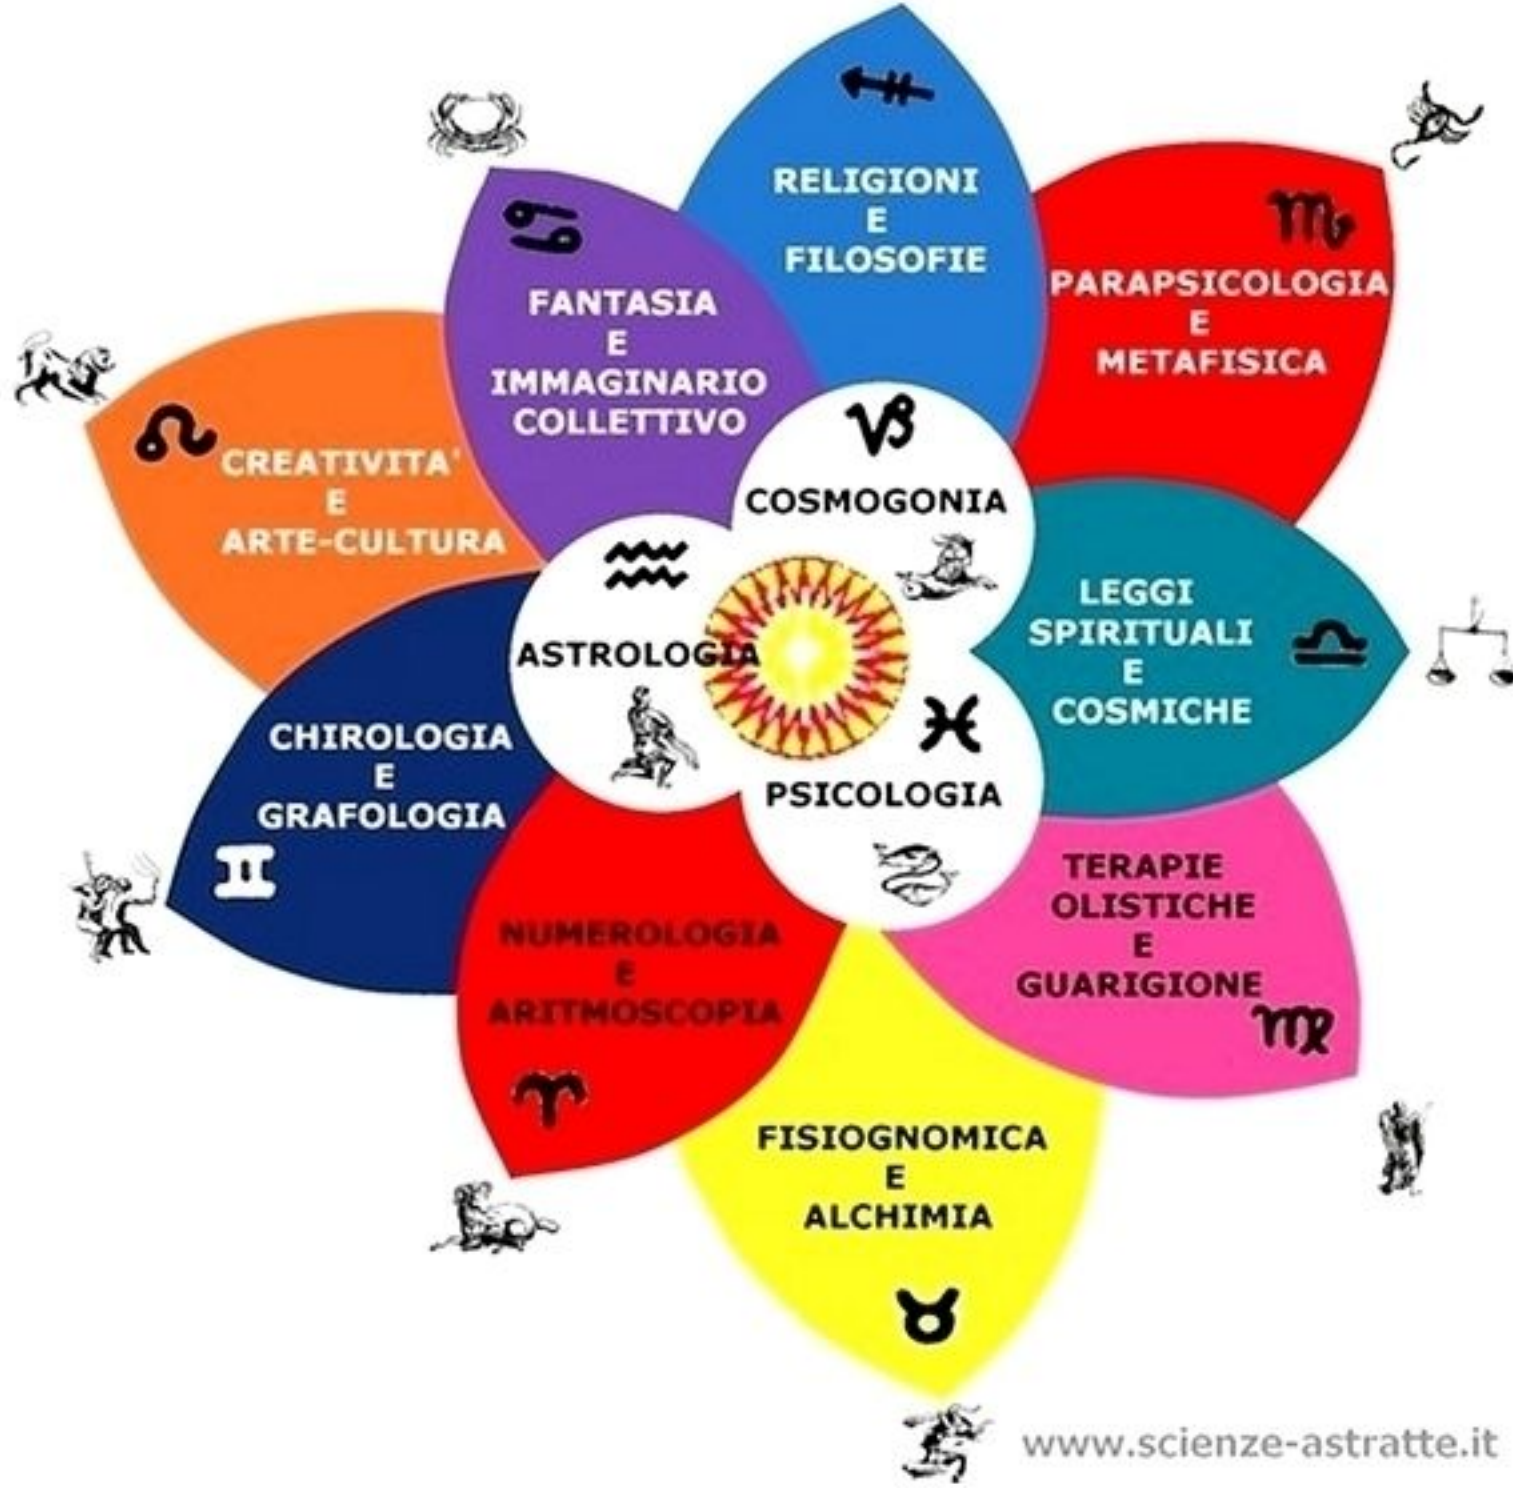 RELIGIONI
E
FILOSOFIE
PARAPSICOLOGIA
E
METAFISICA
FANTASIA
E
IMMAGINARIO
COLLETTIVO
CREATIVITA'
E
ARTE-CULTURA
COSMOGONIA
ASTROLOGIA
PSICOLOGIA
LEGGI
SPIRITUALI
E
COSMICHE
CHIROLOGIA
E
GRAFOLOGIA
NUMEROLOGIA
E
ARITMOSCOPIA
TERAPIE
OLISTICHE
E
GUARIGIONE
FISIOGNOMICA
E
ALCHIMIA
www.scienze-astratte.it